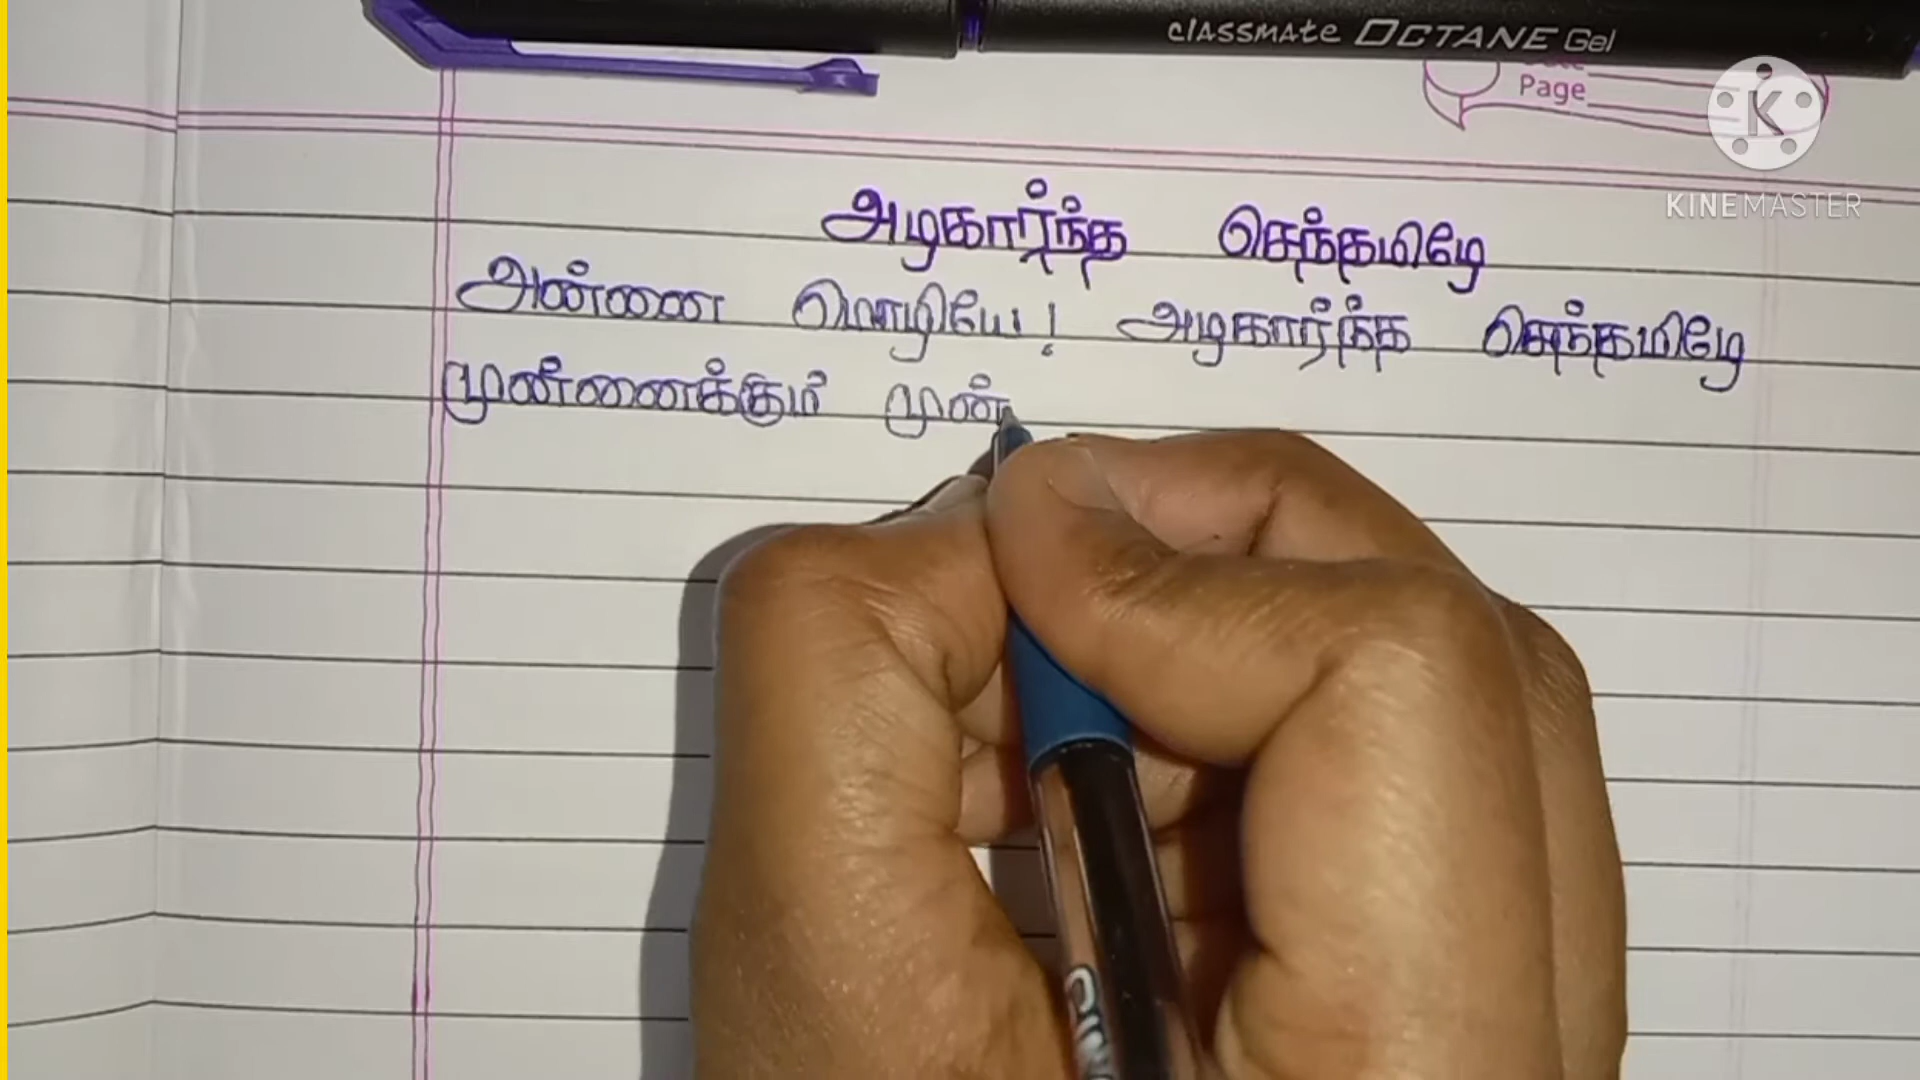 classmate OCTANE Gel
Page
KINEMASTER
அழகார்ந்த செந்தமிழே
அன்னை மொழியே! அழகார்ந்த செந்தமிழே
முன்னைக்கும் முன்